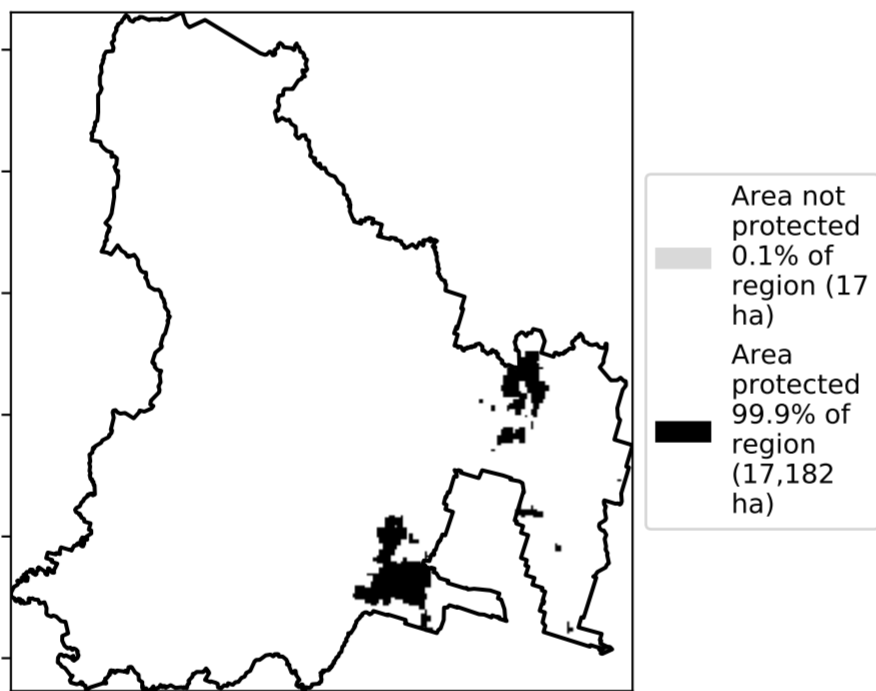 Area not
protected
0.1% of
region (17
ha)
Area
protected
99.9% of
region
(17,182
ha)